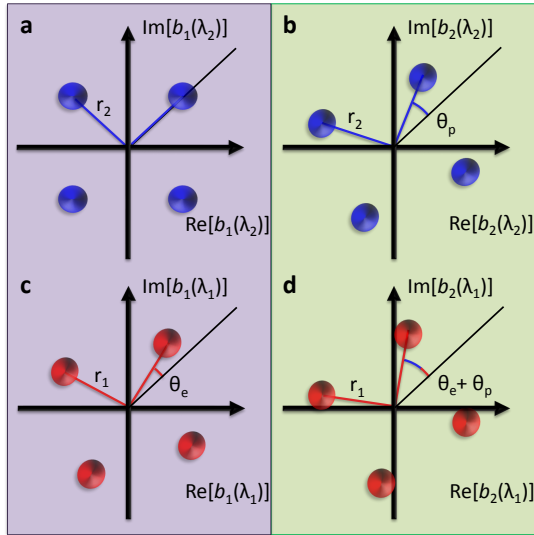 a
Im[b₁(λ₂)]
r₂
Re[b₁(λ₂)]
b
Im[b₂(λ₂)]
r₂
θₚ
Re[b₂(λ₂)]
c
Im[b₁(λ₁)]
r₁
θₑ
Re[b₁(λ₁)]
d
Im[b₂(λ₁)]
r₁
θₑ+ θₚ
Re[b₂(λ₁)]